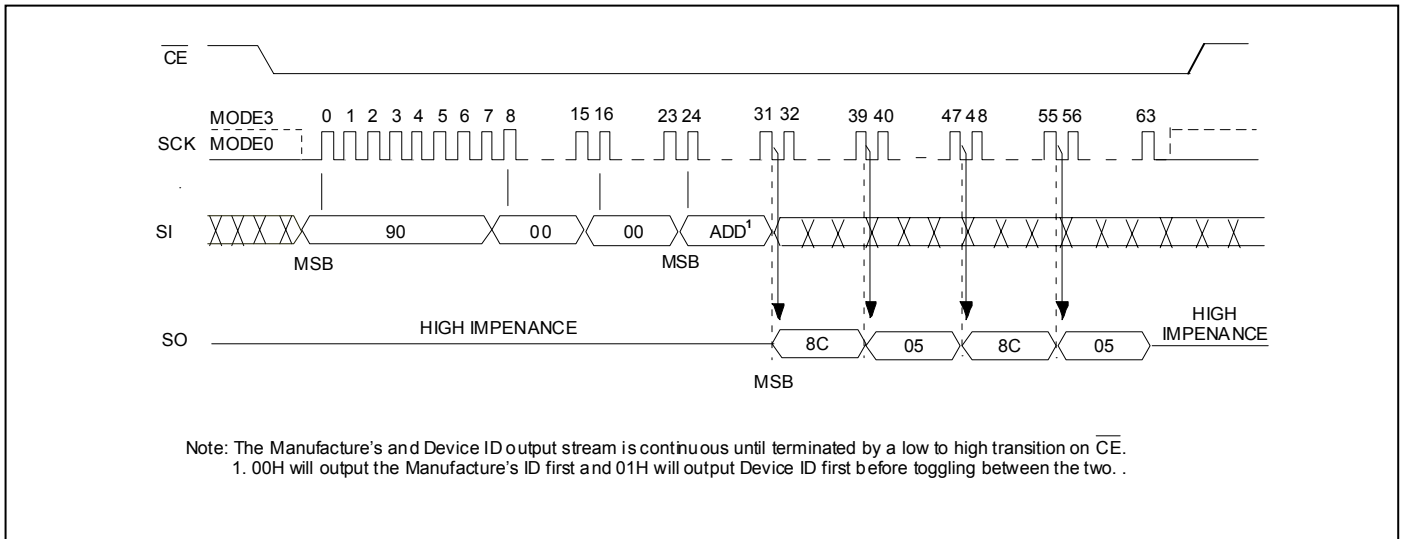 CE
MODE3 0 1 2 3 4 5 6 7 8 15 16 23 24 31 32 39 40 47 48 55 56 63
SCK MODE0
SI 90 00 00 ADD1
MSB MSB
HIGH IMPENANCE HIGH IMPENANCE
SO 8C 05 8C 05
MSB
Note: The Manufacture's and Device ID output stream is continuous until terminated by a low to high transition on CE.
1. 00H will output the Manufacture's ID first and 01H will output Device ID first before toggling between the two. .